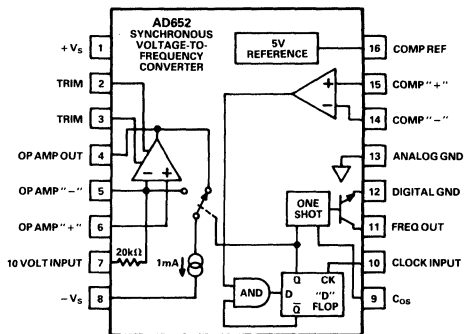 AD652
SYNCHRONOUS
VOLTAGE-TO-
FREQUENCY
CONVERTER
5V
REFERENCE
+VS 1
TRIM 2
TRIM 3
OP AMP OUT 4
OP AMP "–" 5
OP AMP "+" 6
10 VOLT INPUT 7
–VS 8
16 COMP REF
15 COMP "+"
14 COMP "–"
13 ANALOG GND
12 DIGITAL GND
11 FREQ OUT
10 CLOCK INPUT
9 COS
+
–
– +
20kΩ
1mA
ONE
SHOT
AND
Q CK
D "D"
FLOP
Q̅